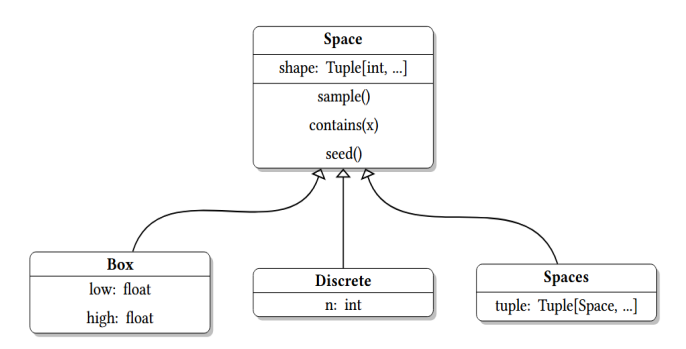 Space
shape: Tuple[int, ...]
sample()
contains(x)
seed()
Box
low: float
high: float
Discrete
n: int
Spaces
tuple: Tuple[Space, ...]